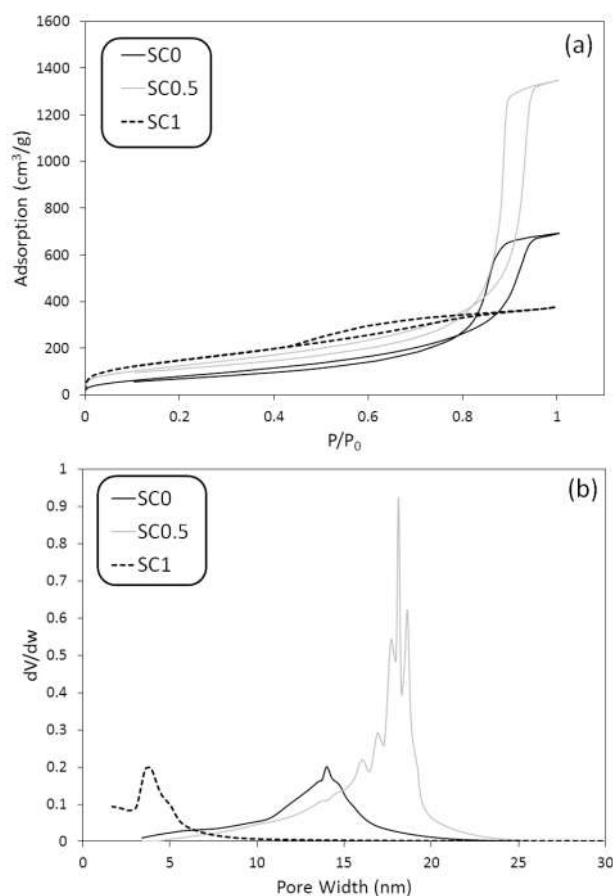 (a)
SC0
SC0.5
SC1
1600
1400
1200
1000
800
600
400
200
0
Adsorption (cm³/g)
0 0.2 0.4 0.6 0.8 1
P/P₀
(b)
SC0
SC0.5
SC1
1
0.9
0.8
0.7
0.6
0.5
0.4
0.3
0.2
0.1
0
dV/dw
0 5 10 15 20 25 30
Pore Width (nm)